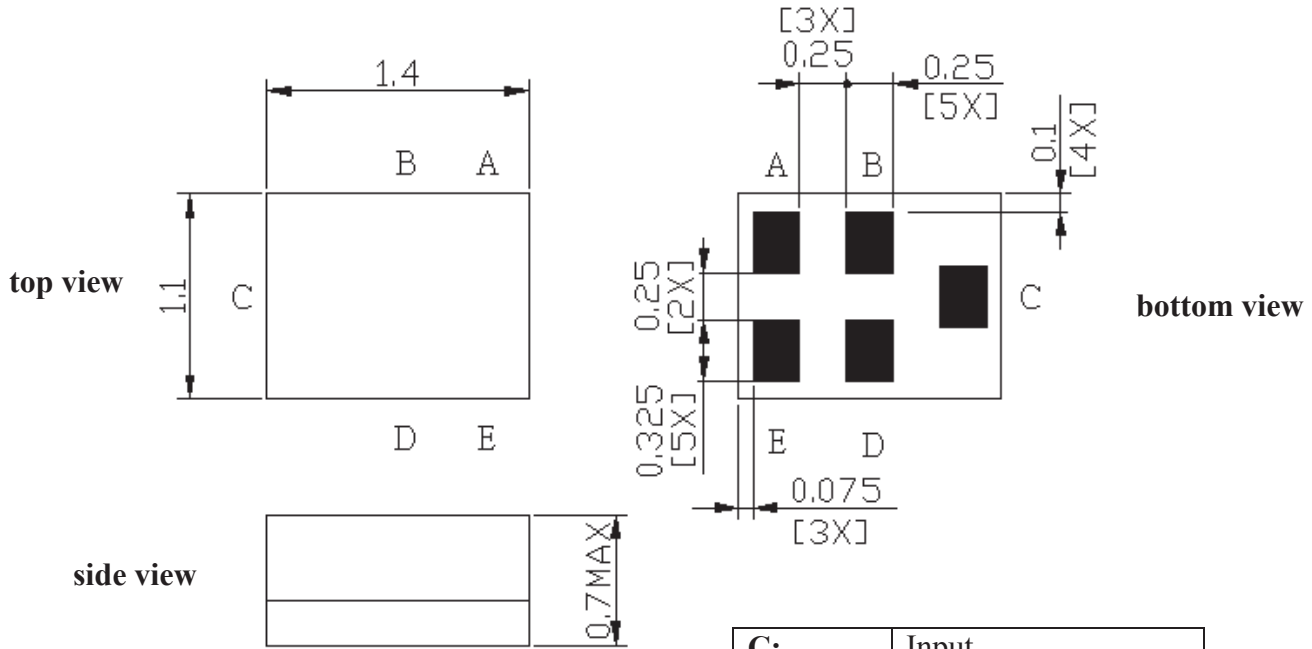 [3X]
0.25
0.25
[5X]
1.4
0.1
[4X]
B A
A B
top view
1.1
C
0.25
[2X]
C
bottom view
D E
0.325
[5X]
E D
0.075
[3X]
side view
0.7MAX
C: Input